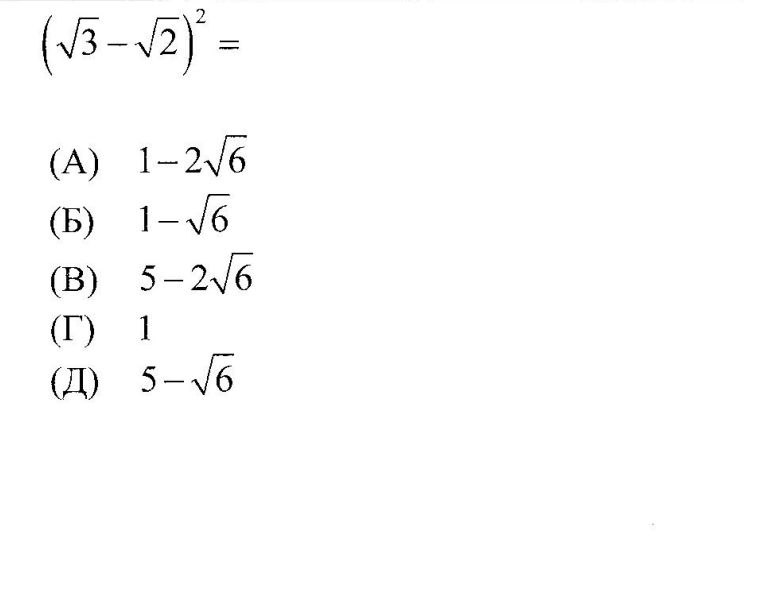 (√3 − √2)² =
(А) 1 − 2√6
(Б) 1 − √6
(В) 5 − 2√6
(Г) 1
(Д) 5 − √6